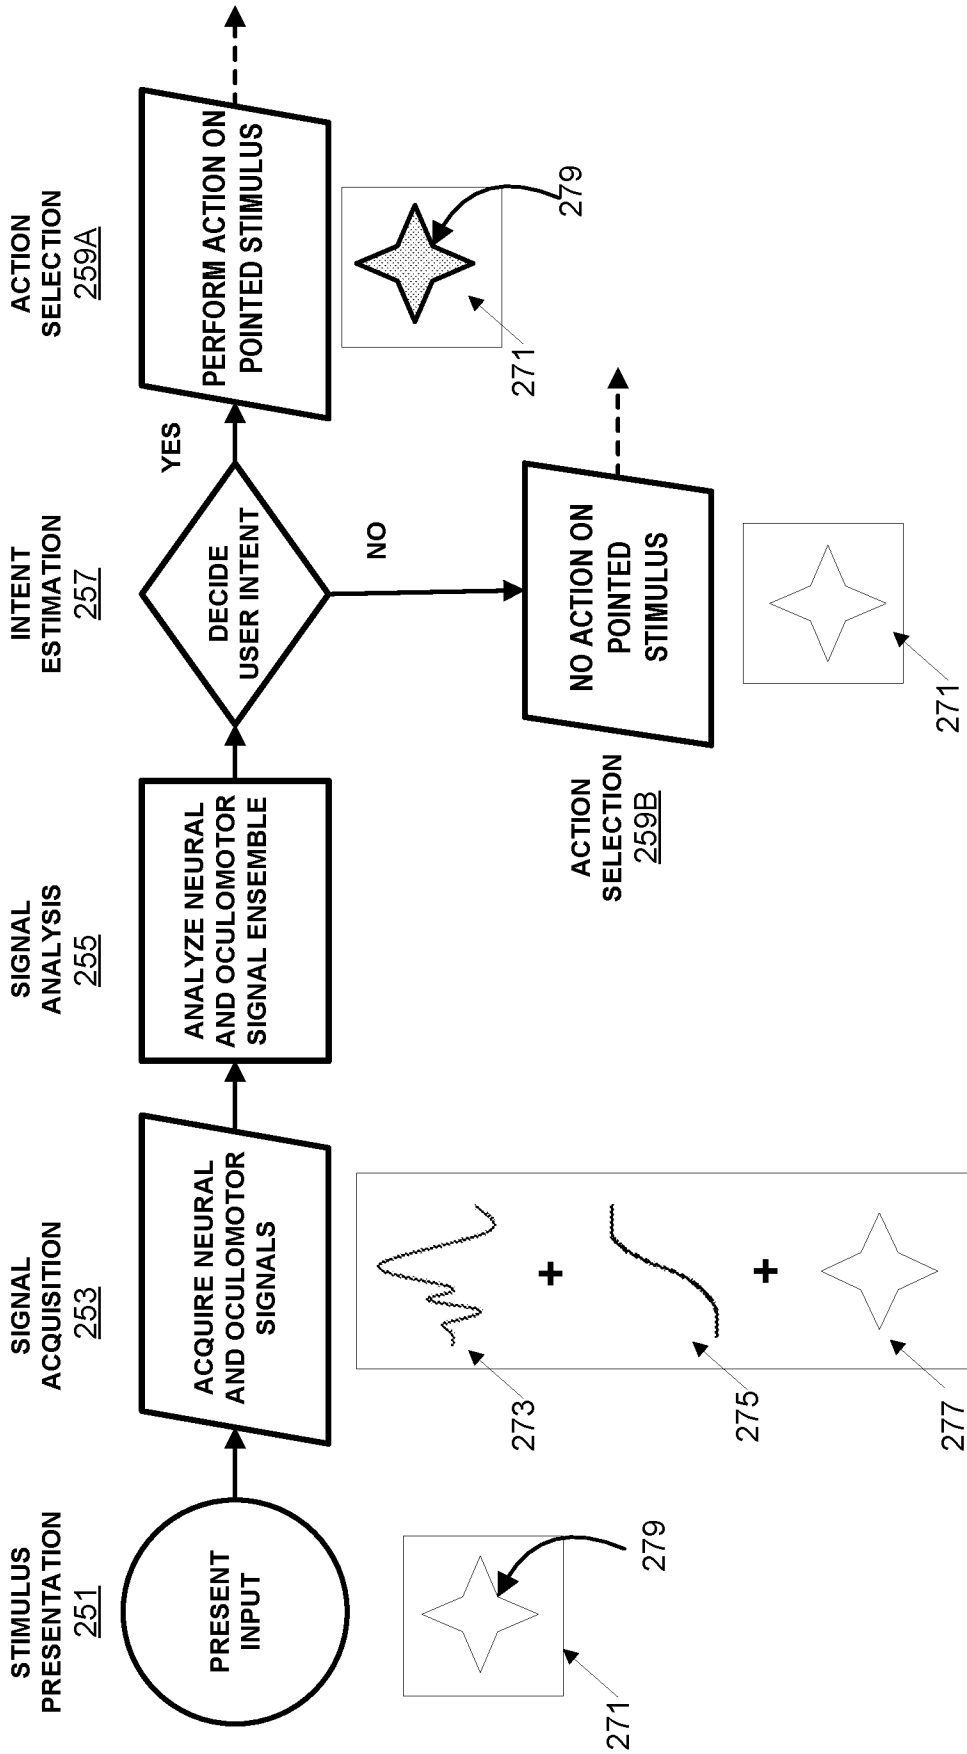 STIMULUS
PRESENTATION
251
PRESENT
INPUT
271
279
SIGNAL
ACQUISITION
253
ACQUIRE NEURAL
AND OCULOMOTOR
SIGNALS
273
+
275
+
277
SIGNAL
ANALYSIS
255
ANALYZE NEURAL
AND OCULOMOTOR
SIGNAL ENSEMBLE
INTENT
ESTIMATION
257
DECIDE
USER INTENT
YES
NO
ACTION
SELECTION
259A
PERFORM ACTION ON
POINTED STIMULUS
271
279
ACTION
SELECTION
259B
NO ACTION ON
POINTED
STIMULUS
271